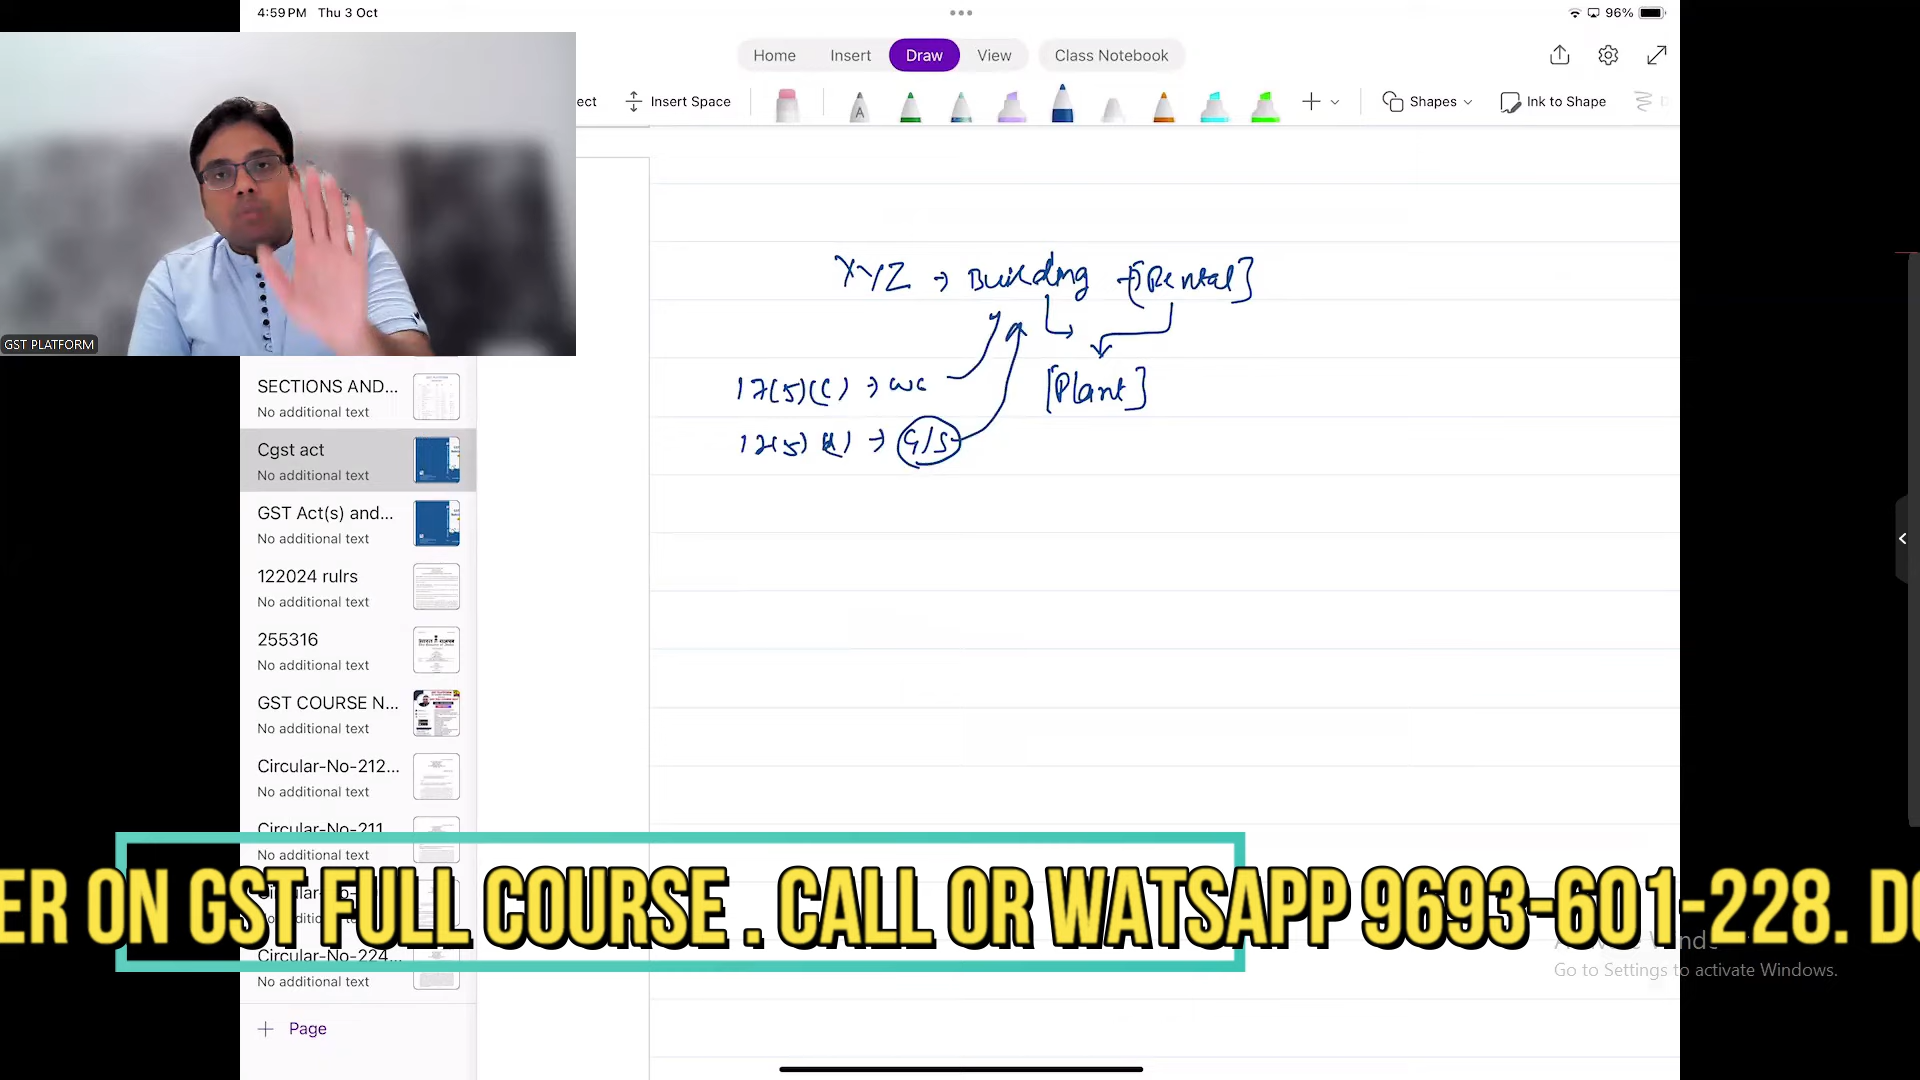 4:59 PM Thu 3 Oct
96%
Home Insert Draw View Class Notebook
ect Insert Space
A
Shapes
Ink to Shape
GST PLATFORM
XYZ → Building → [Rental]
[Plant]
17(5)(c) → WC
17(5)(d) → G/S
SECTIONS AND...
No additional text
Cgst act
No additional text
GST Act(s) and...
No additional text
122024 rulrs
No additional text
255316
No additional text
GST COURSE N...
No additional text
Circular-No-212...
No additional text
Circular-No-211
No additional text
ER ON GST FULL COURSE . CALL OR WATSAPP 9693-601-228. DO
Circular-No-224...
No additional text
Go to Settings to activate Windows.
+ Page